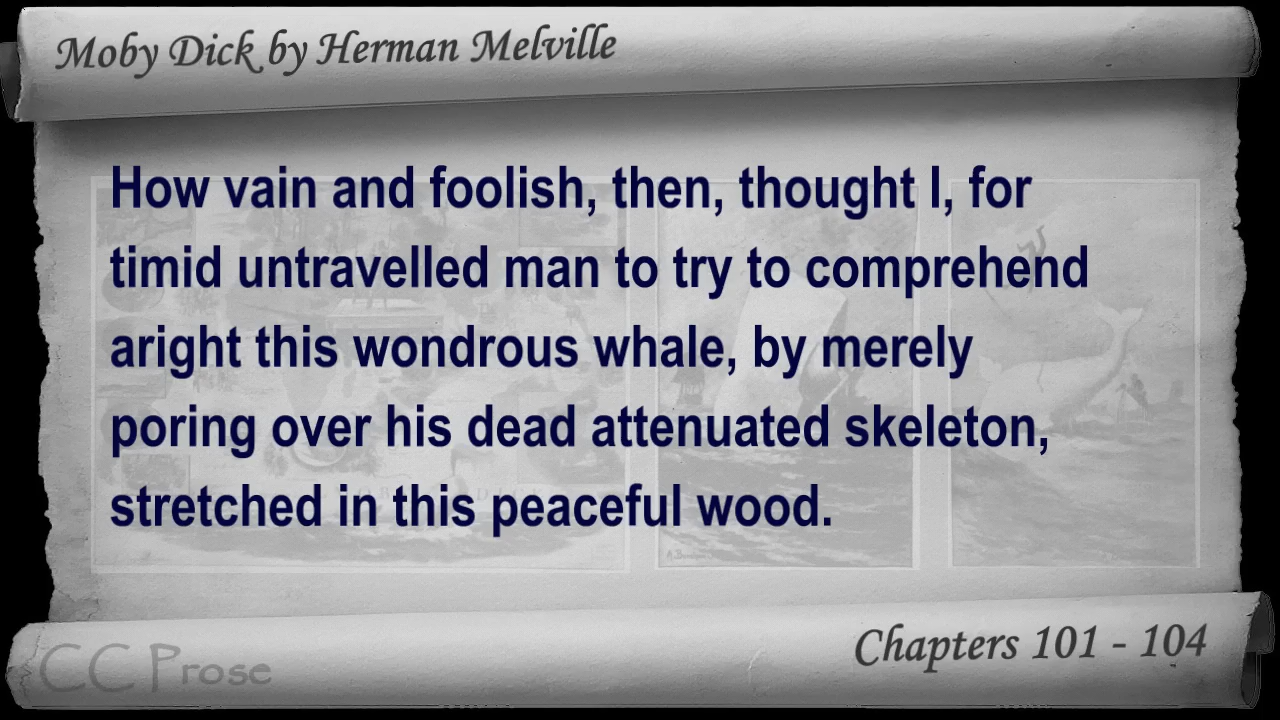 Moby Dick by Herman Melville
How vain and foolish, then, thought I, for
timid untravelled man to try to comprehend
aright this wondrous whale, by merely
poring over his dead attenuated skeleton,
stretched in this peaceful wood.
Chapters 101 - 104
CC Prose